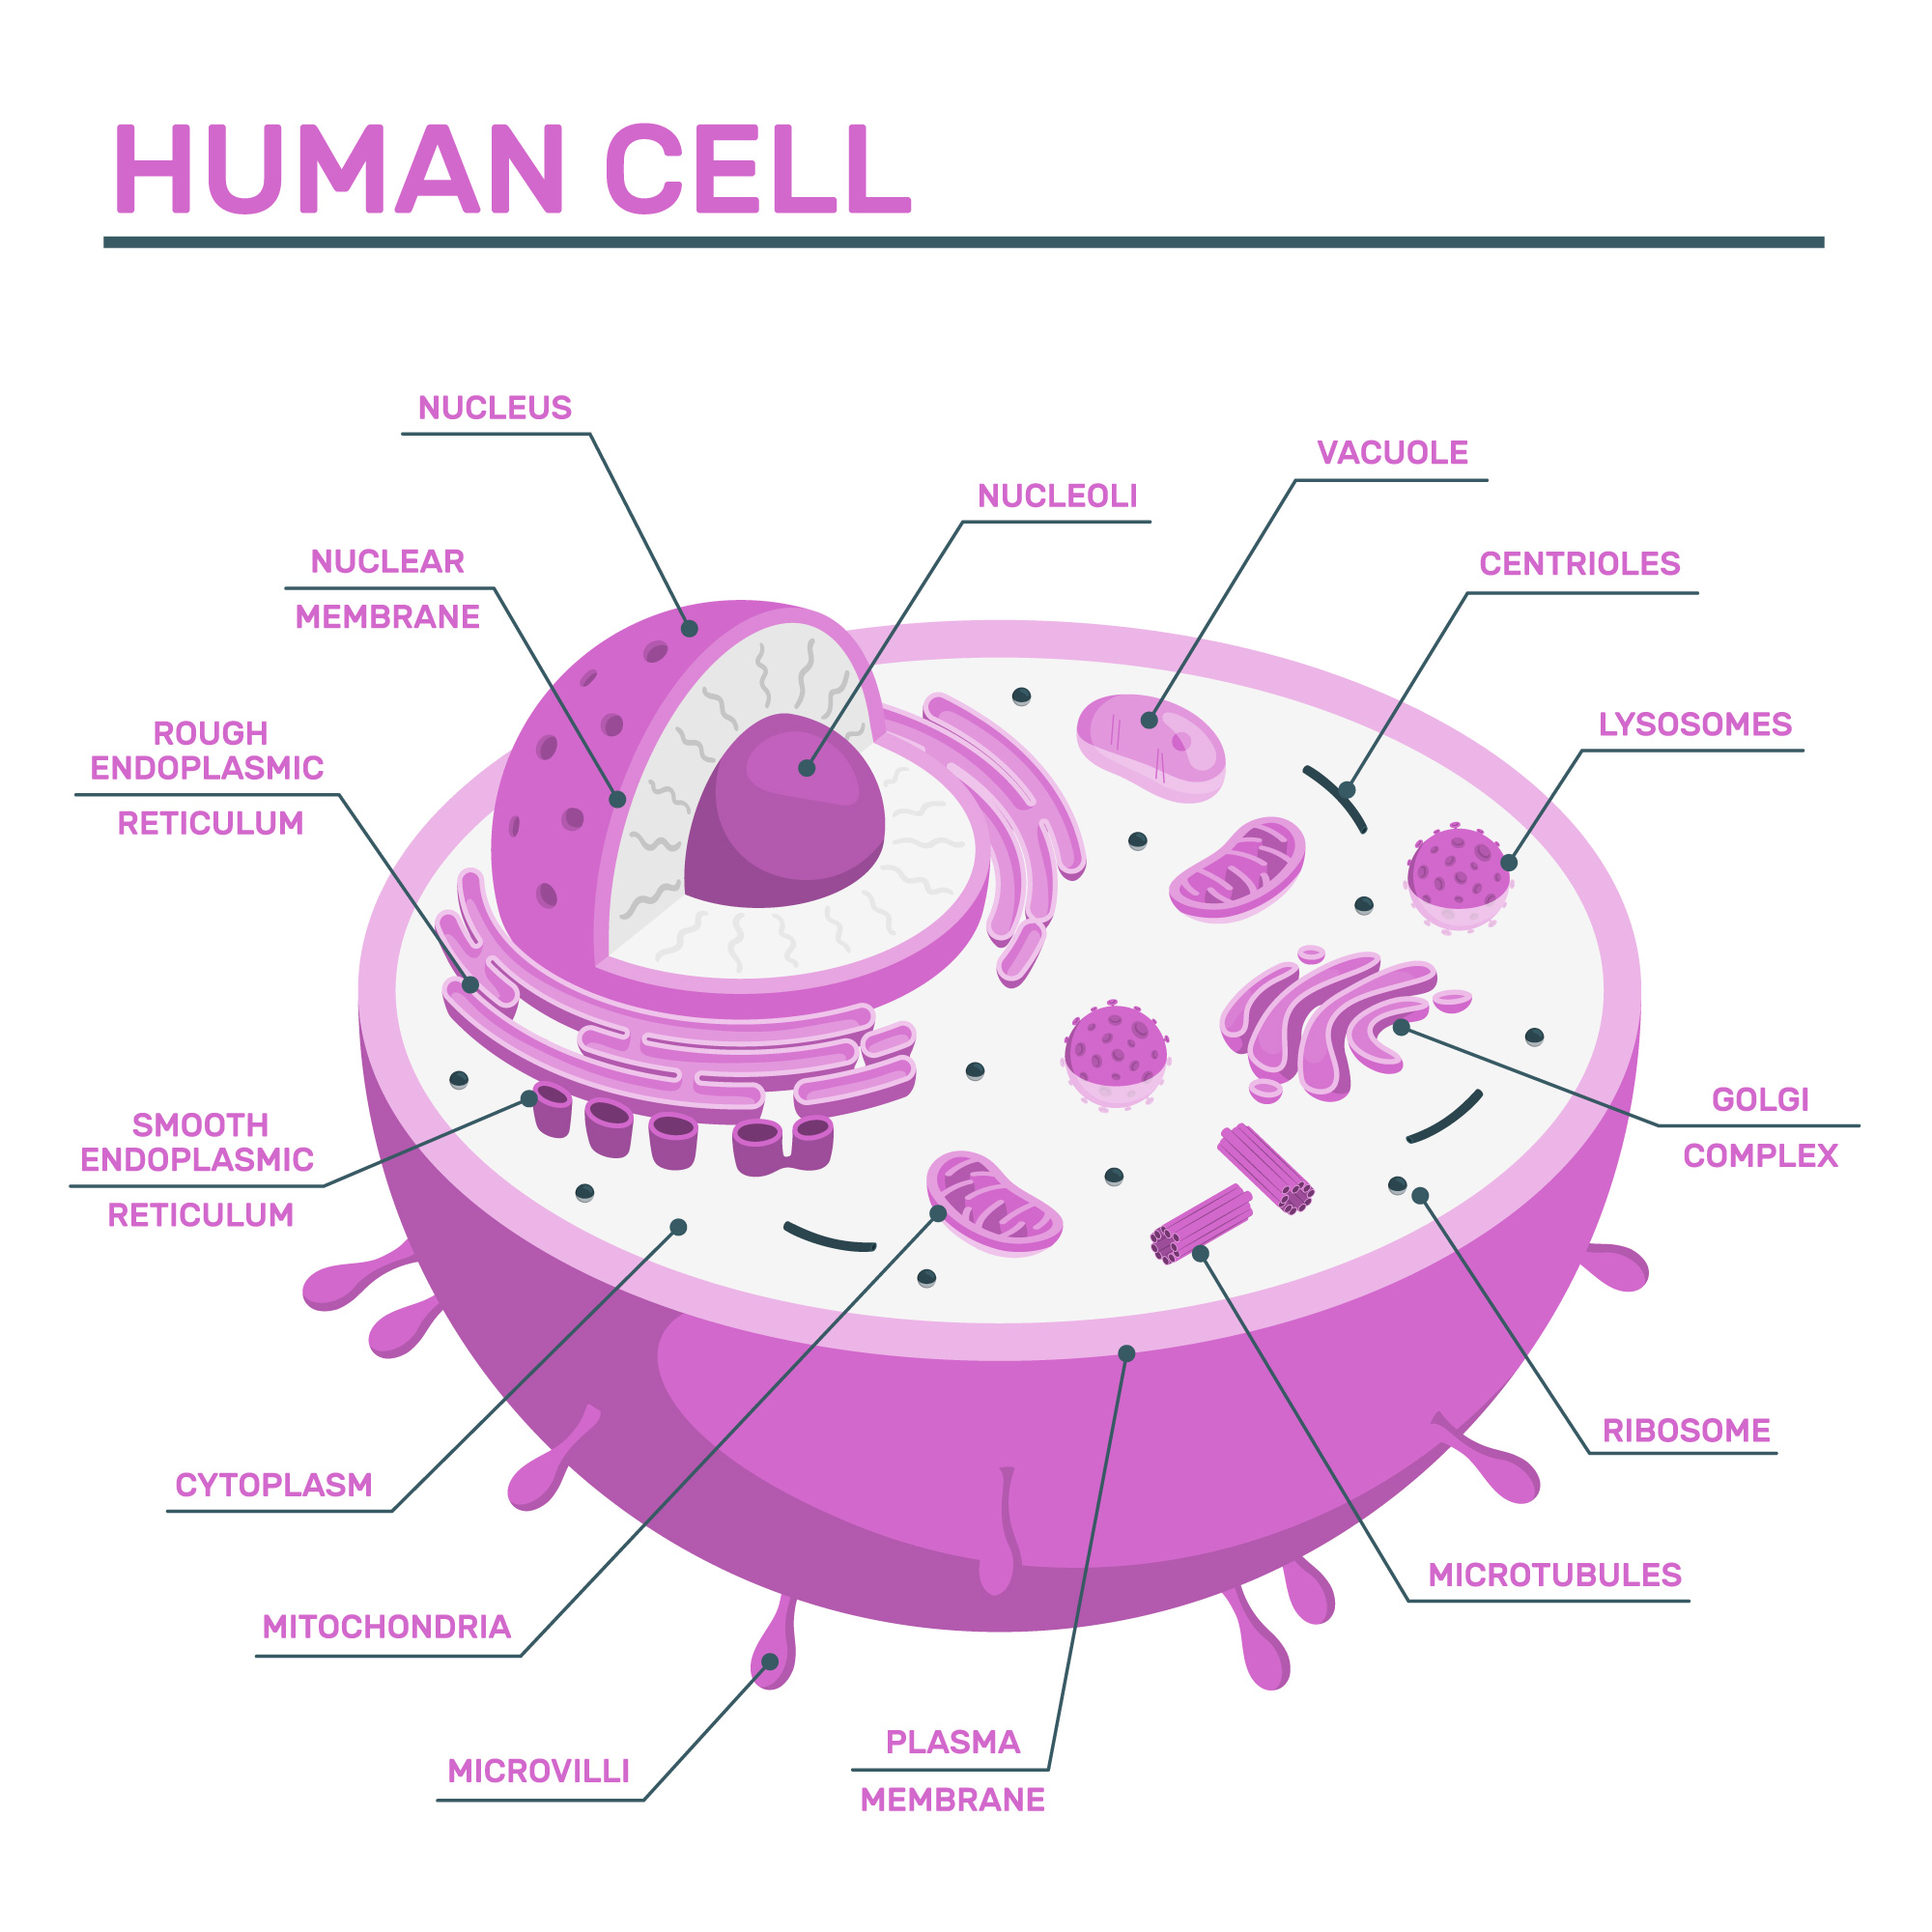 HUMAN CELL
NUCLEUS
VACUOLE
NUCLEOLI
NUCLEAR
MEMBRANE
CENTRIOLES
ROUGH
ENDOPLASMIC
RETICULUM
LYSOSOMES
SMOOTH
ENDOPLASMIC
RETICULUM
GOLGI
COMPLEX
RIBOSOME
CYTOPLASM
MICROTUBULES
MITOCHONDRIA
PLASMA
MEMBRANE
MICROVILLI